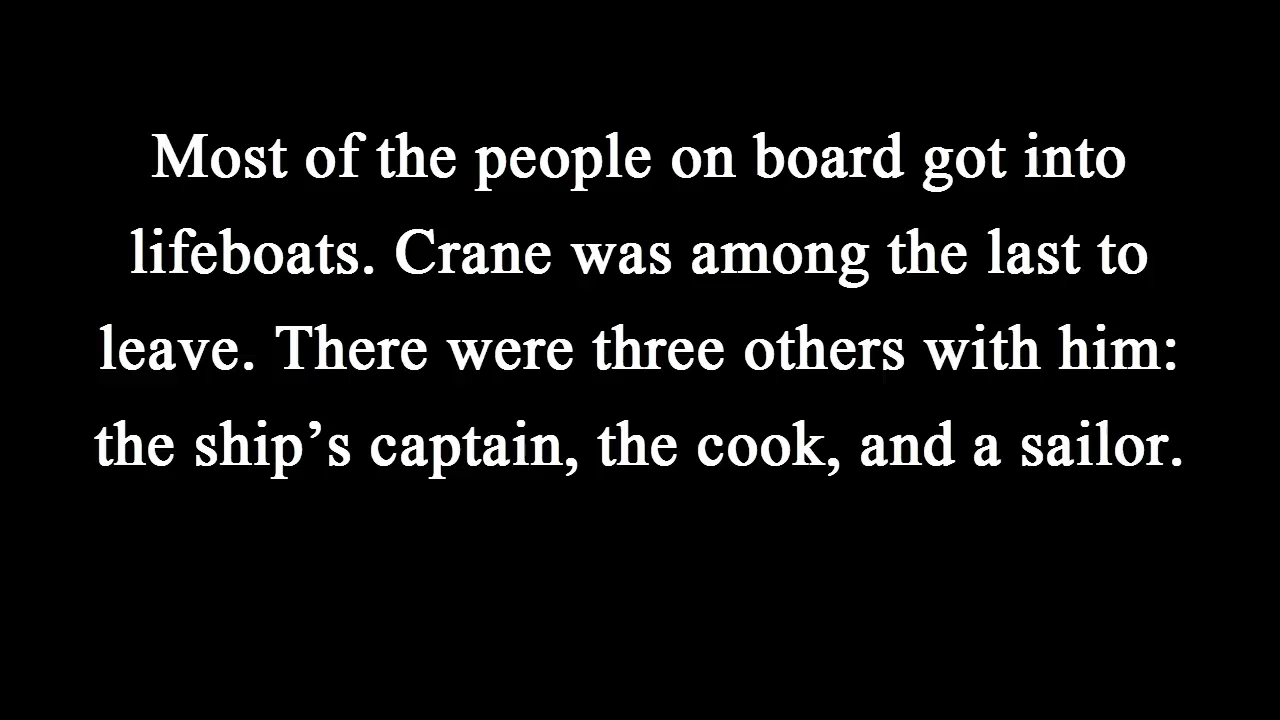 Most of the people on board got into
lifeboats. Crane was among the last to
leave. There were three others with him:
the ship’s captain, the cook, and a sailor.